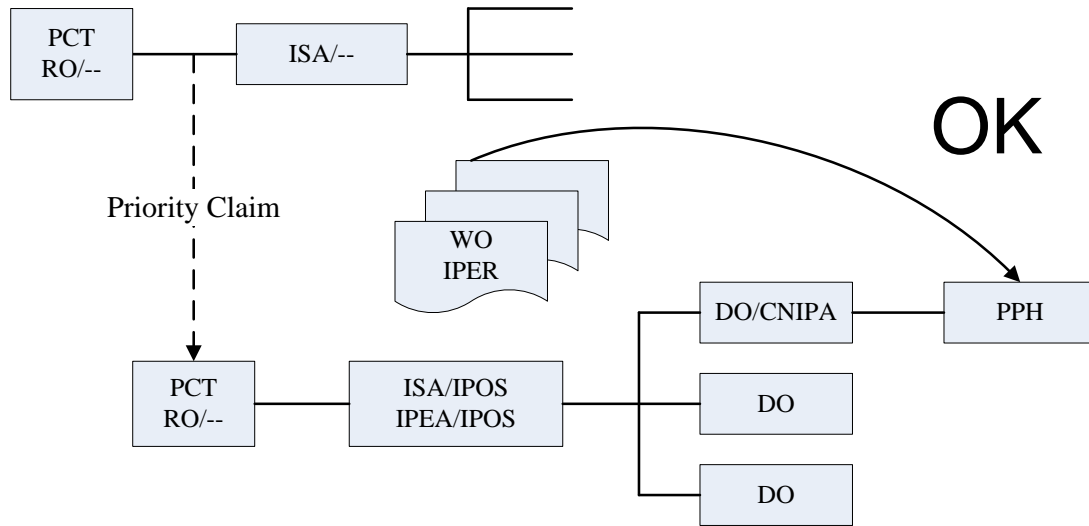 PCT
RO/--
ISA/--
OK
Priority Claim
WO
IPER
DO/CNIPA
PPH
PCT
RO/--
ISA/IPOS
IPEA/IPOS
DO
DO